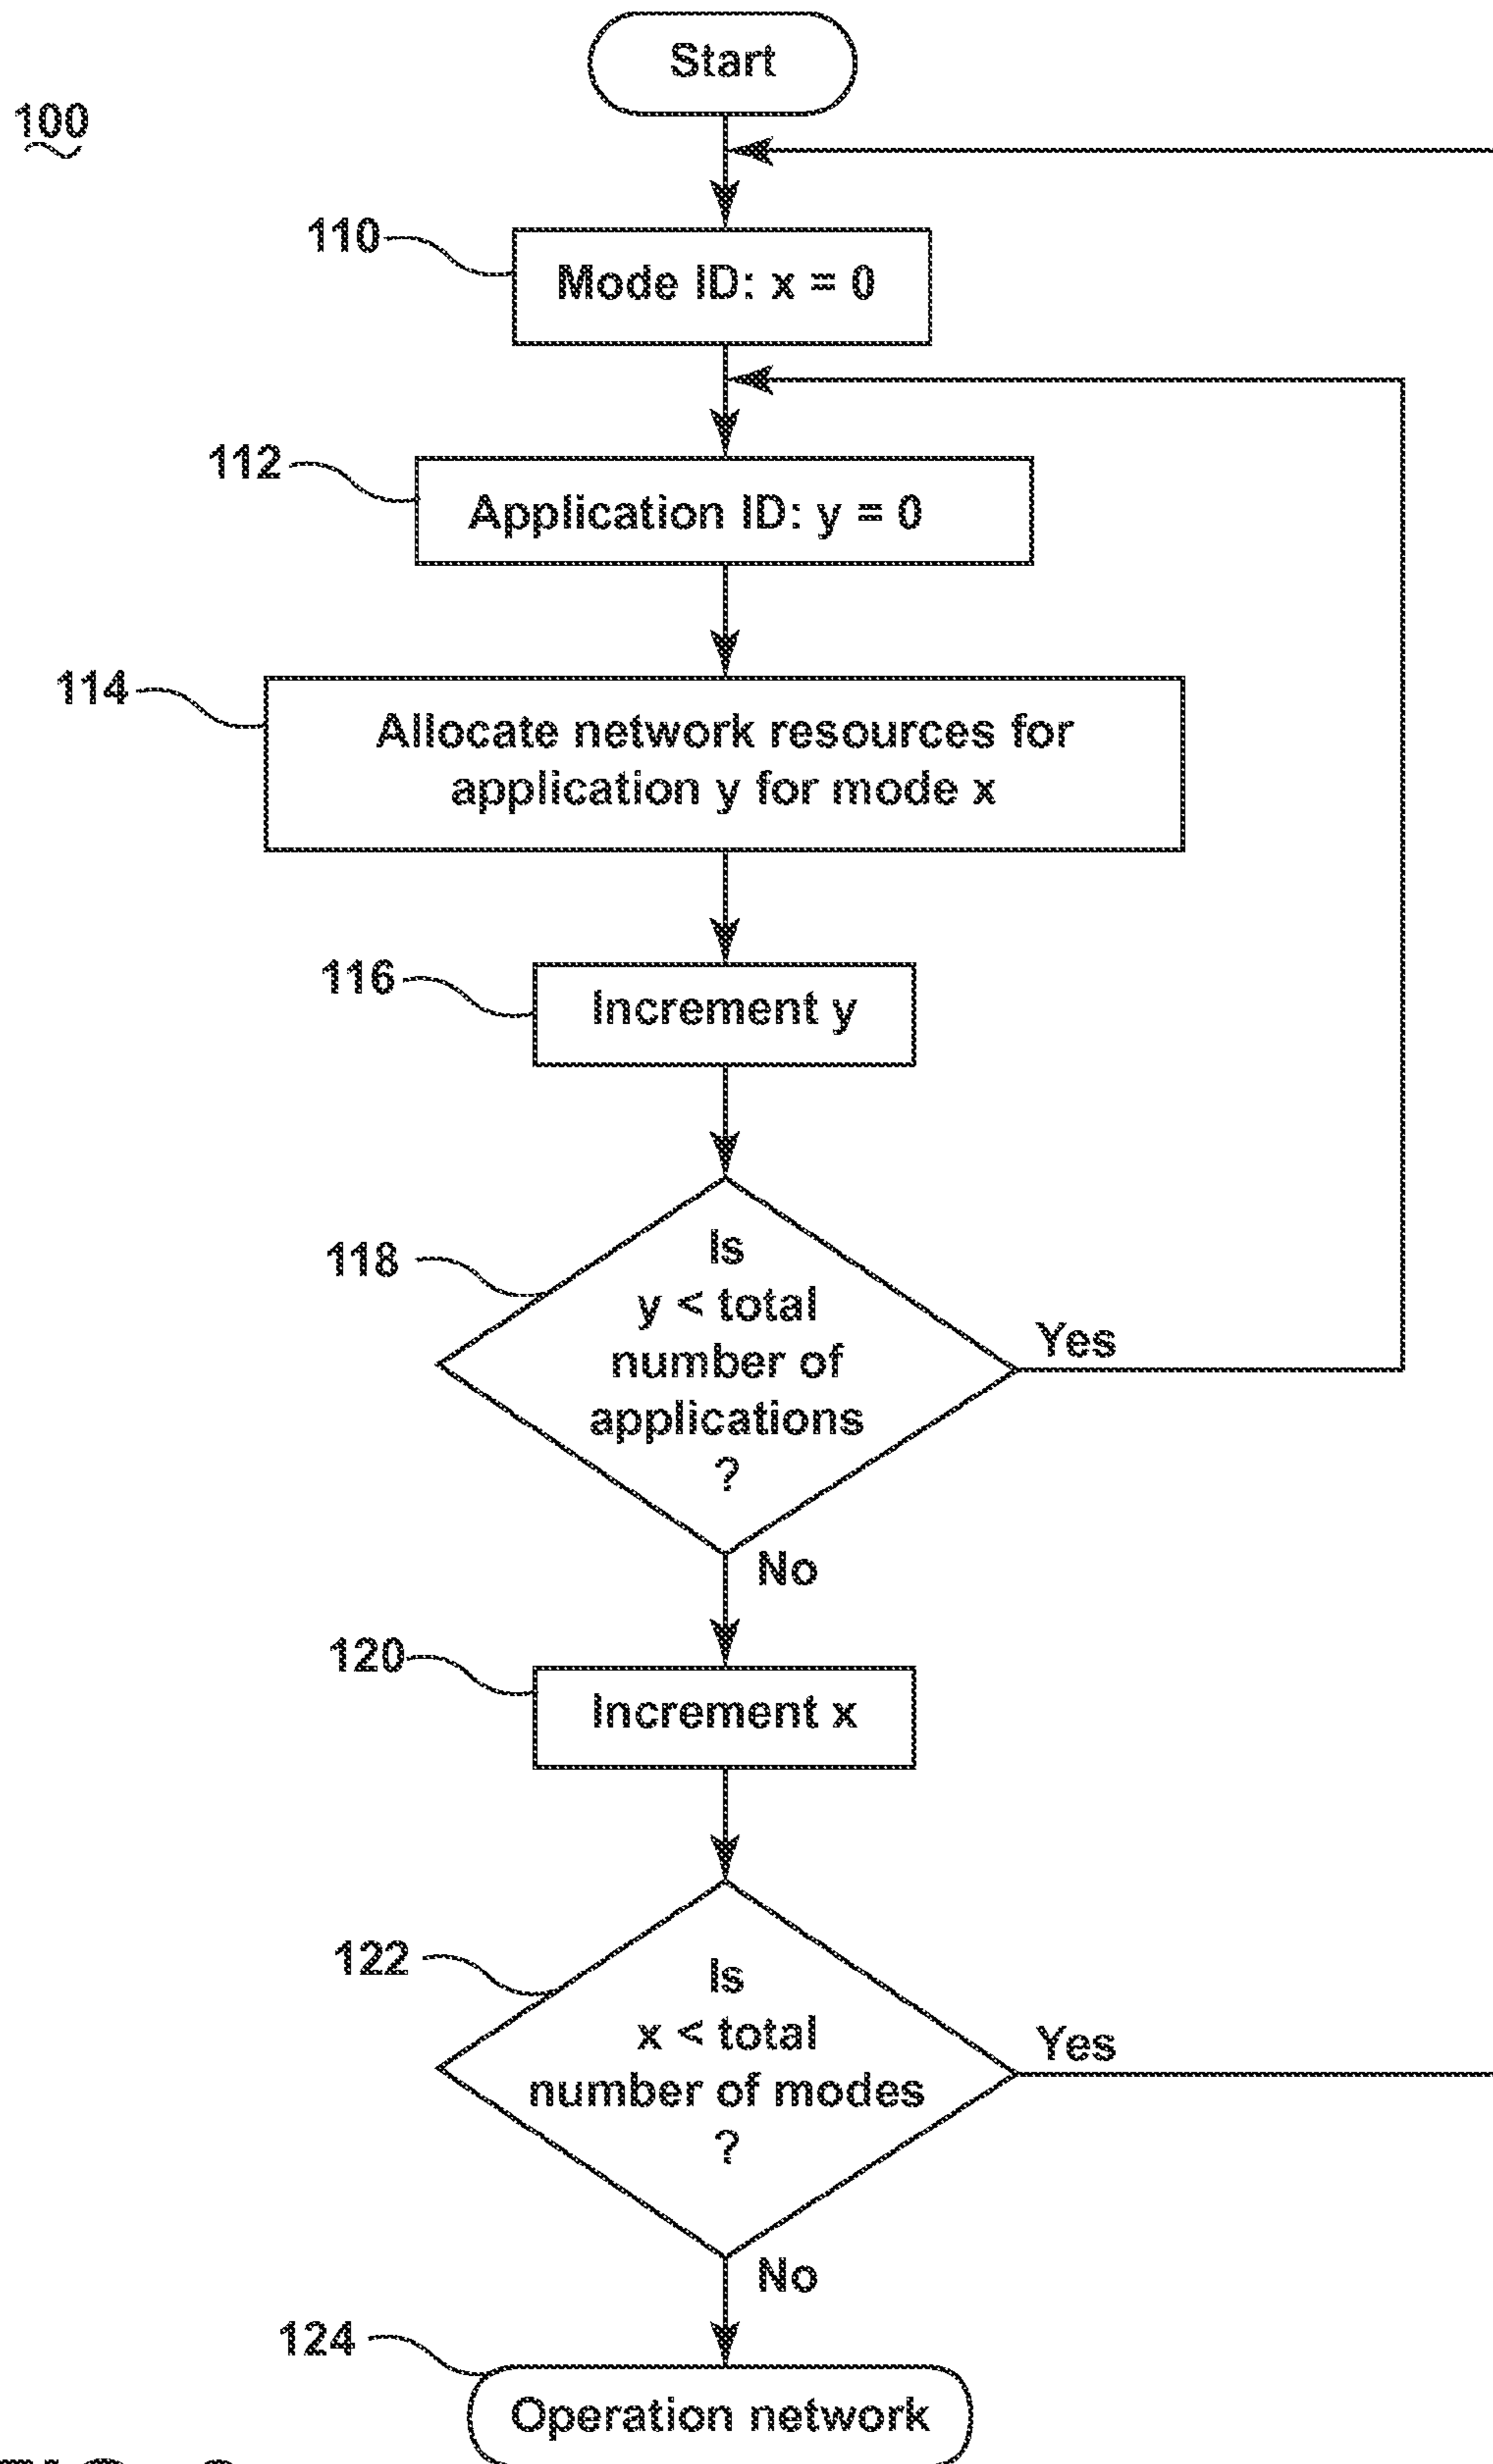 Start
100
110
Mode ID: x = 0
112
Application ID: y = 0
114
Allocate network resources for
application y for mode x
116
Increment y
118
Is
y < total
number of
applications
?
Yes
No
120
Increment x
122
Is
x < total
number of modes
?
Yes
No
124
Operation network